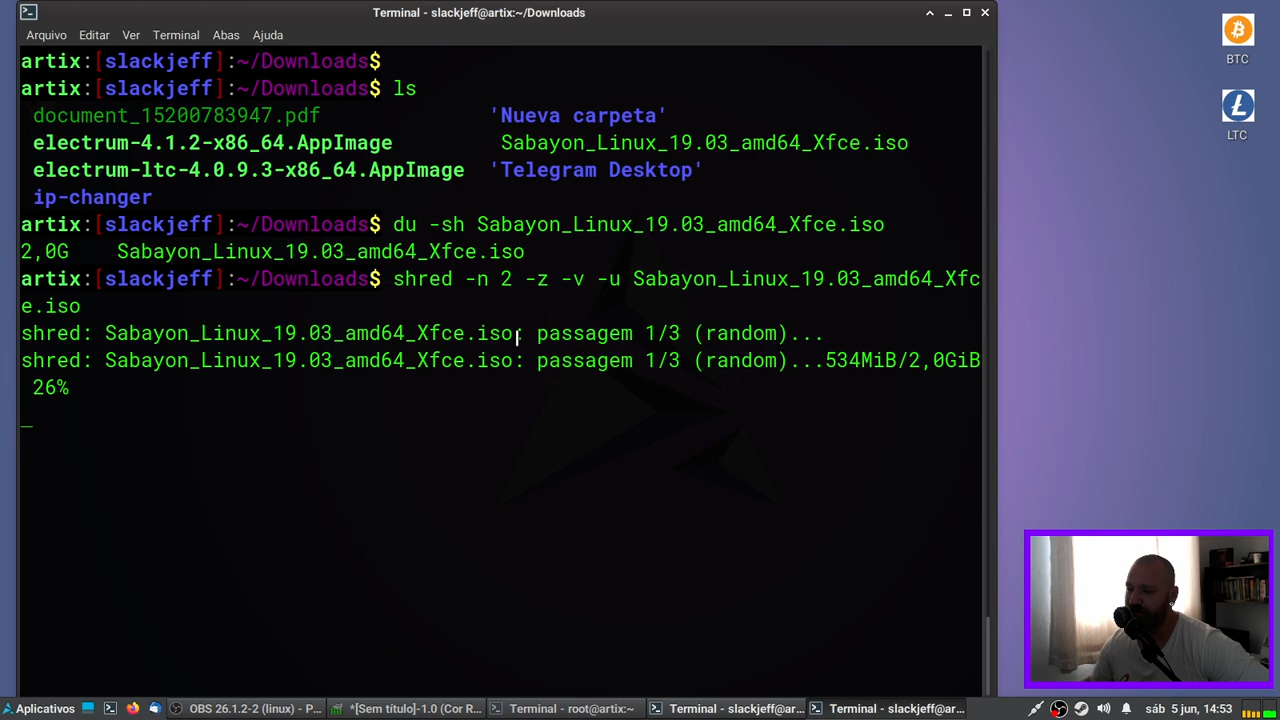 Terminal - slackjeff@artix:~/Downloads
Arquivo Editar Ver Terminal Abas Ajuda
artix:[slackjeff]:~/Downloads$
artix:[slackjeff]:~/Downloads$ ls
document_15200783947.pdf 'Nueva carpeta'
electrum-4.1.2-x86_64.AppImage Sabayon_Linux_19.03_amd64_Xfce.iso
electrum-ltc-4.0.9.3-x86_64.AppImage 'Telegram Desktop'
ip-changer
artix:[slackjeff]:~/Downloads$ du -sh Sabayon_Linux_19.03_amd64_Xfce.iso
2,0G Sabayon_Linux_19.03_amd64_Xfce.iso
artix:[slackjeff]:~/Downloads$ shred -n 2 -z -v -u Sabayon_Linux_19.03_amd64_Xfc
e.iso
shred: Sabayon_Linux_19.03_amd64_Xfce.iso: passagem 1/3 (random)...
shred: Sabayon_Linux_19.03_amd64_Xfce.iso: passagem 1/3 (random)...534MiB/2,0GiB
26%
BTC
LTC
Aplicativos OBS 26.1.2-2 (linux) - P... *[Sem título]-1.0 (Cor R... Terminal - root@artix:~ Terminal - slackjeff@ar... Terminal - slackjeff@ar... sáb 5 jun, 14:53